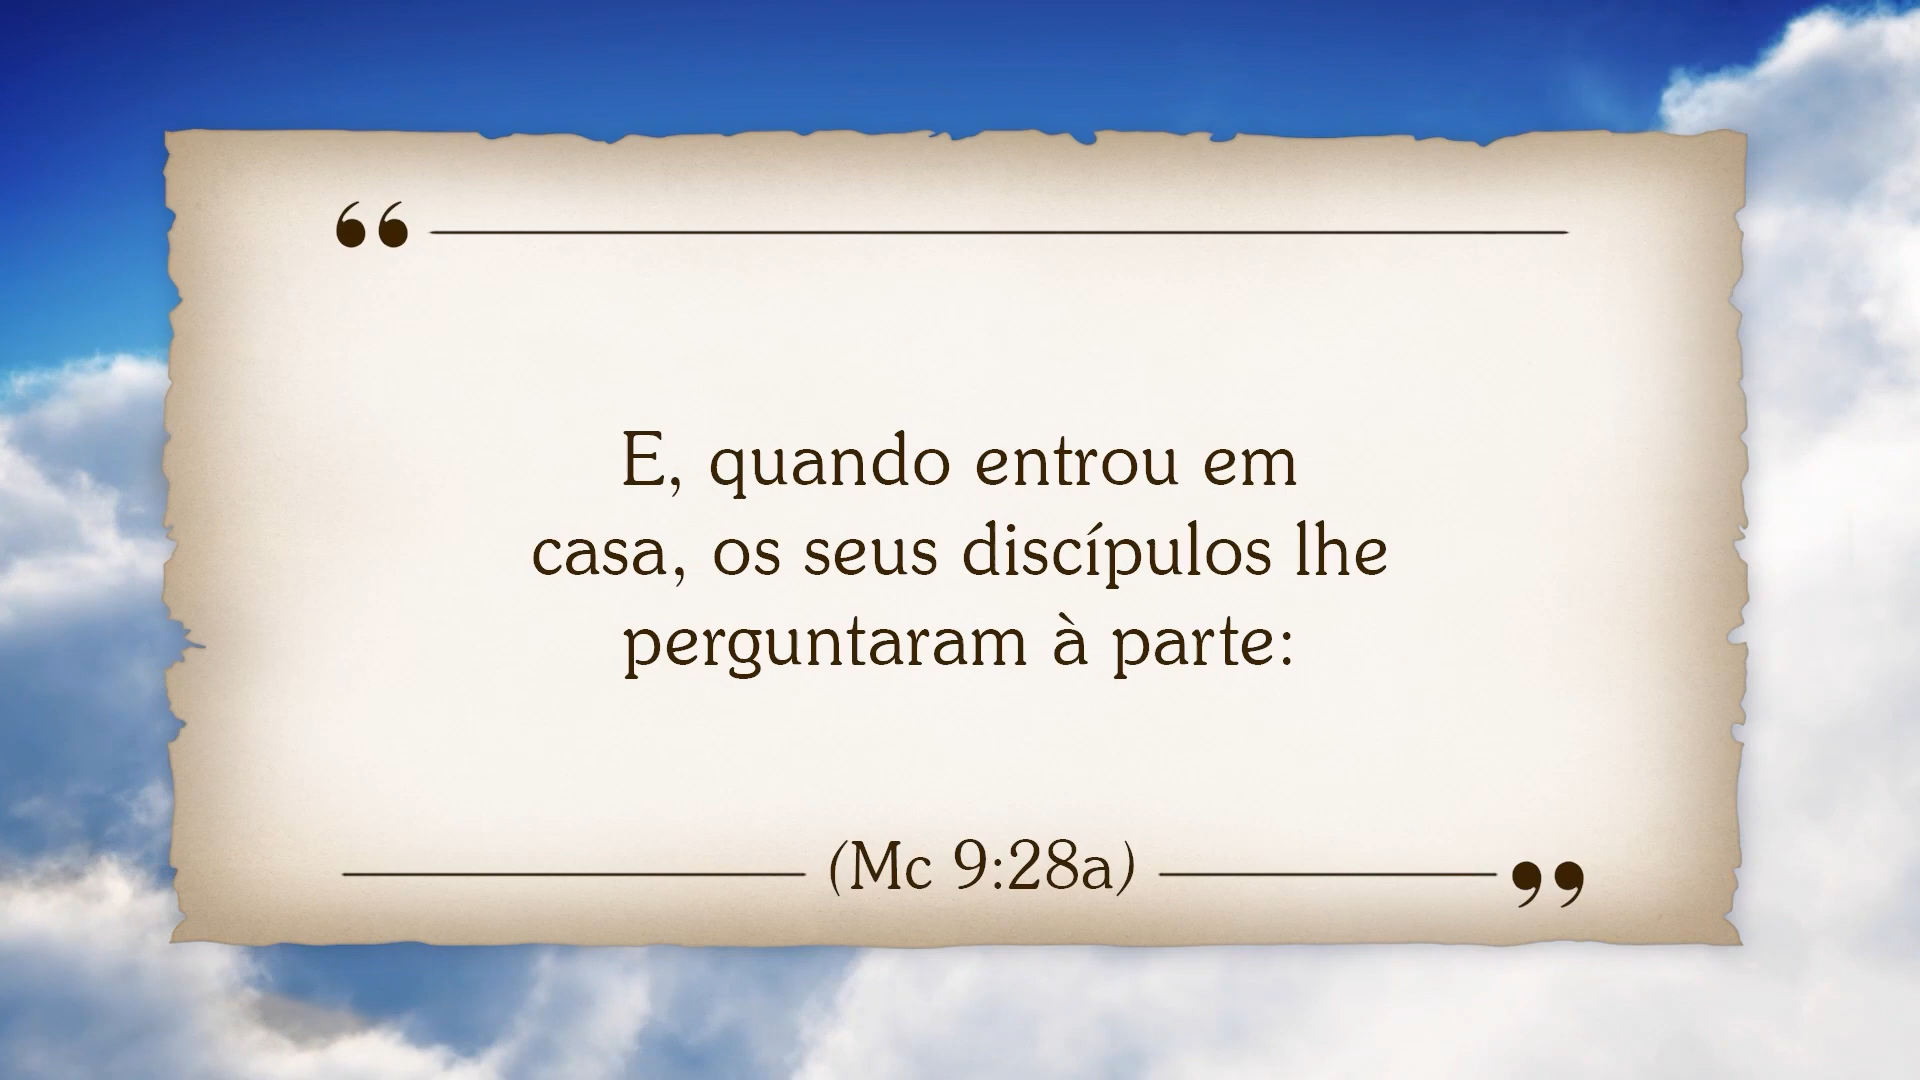 “
E, quando entrou em
casa, os seus discípulos lhe
perguntaram à parte:
(Mc 9:28a)
”